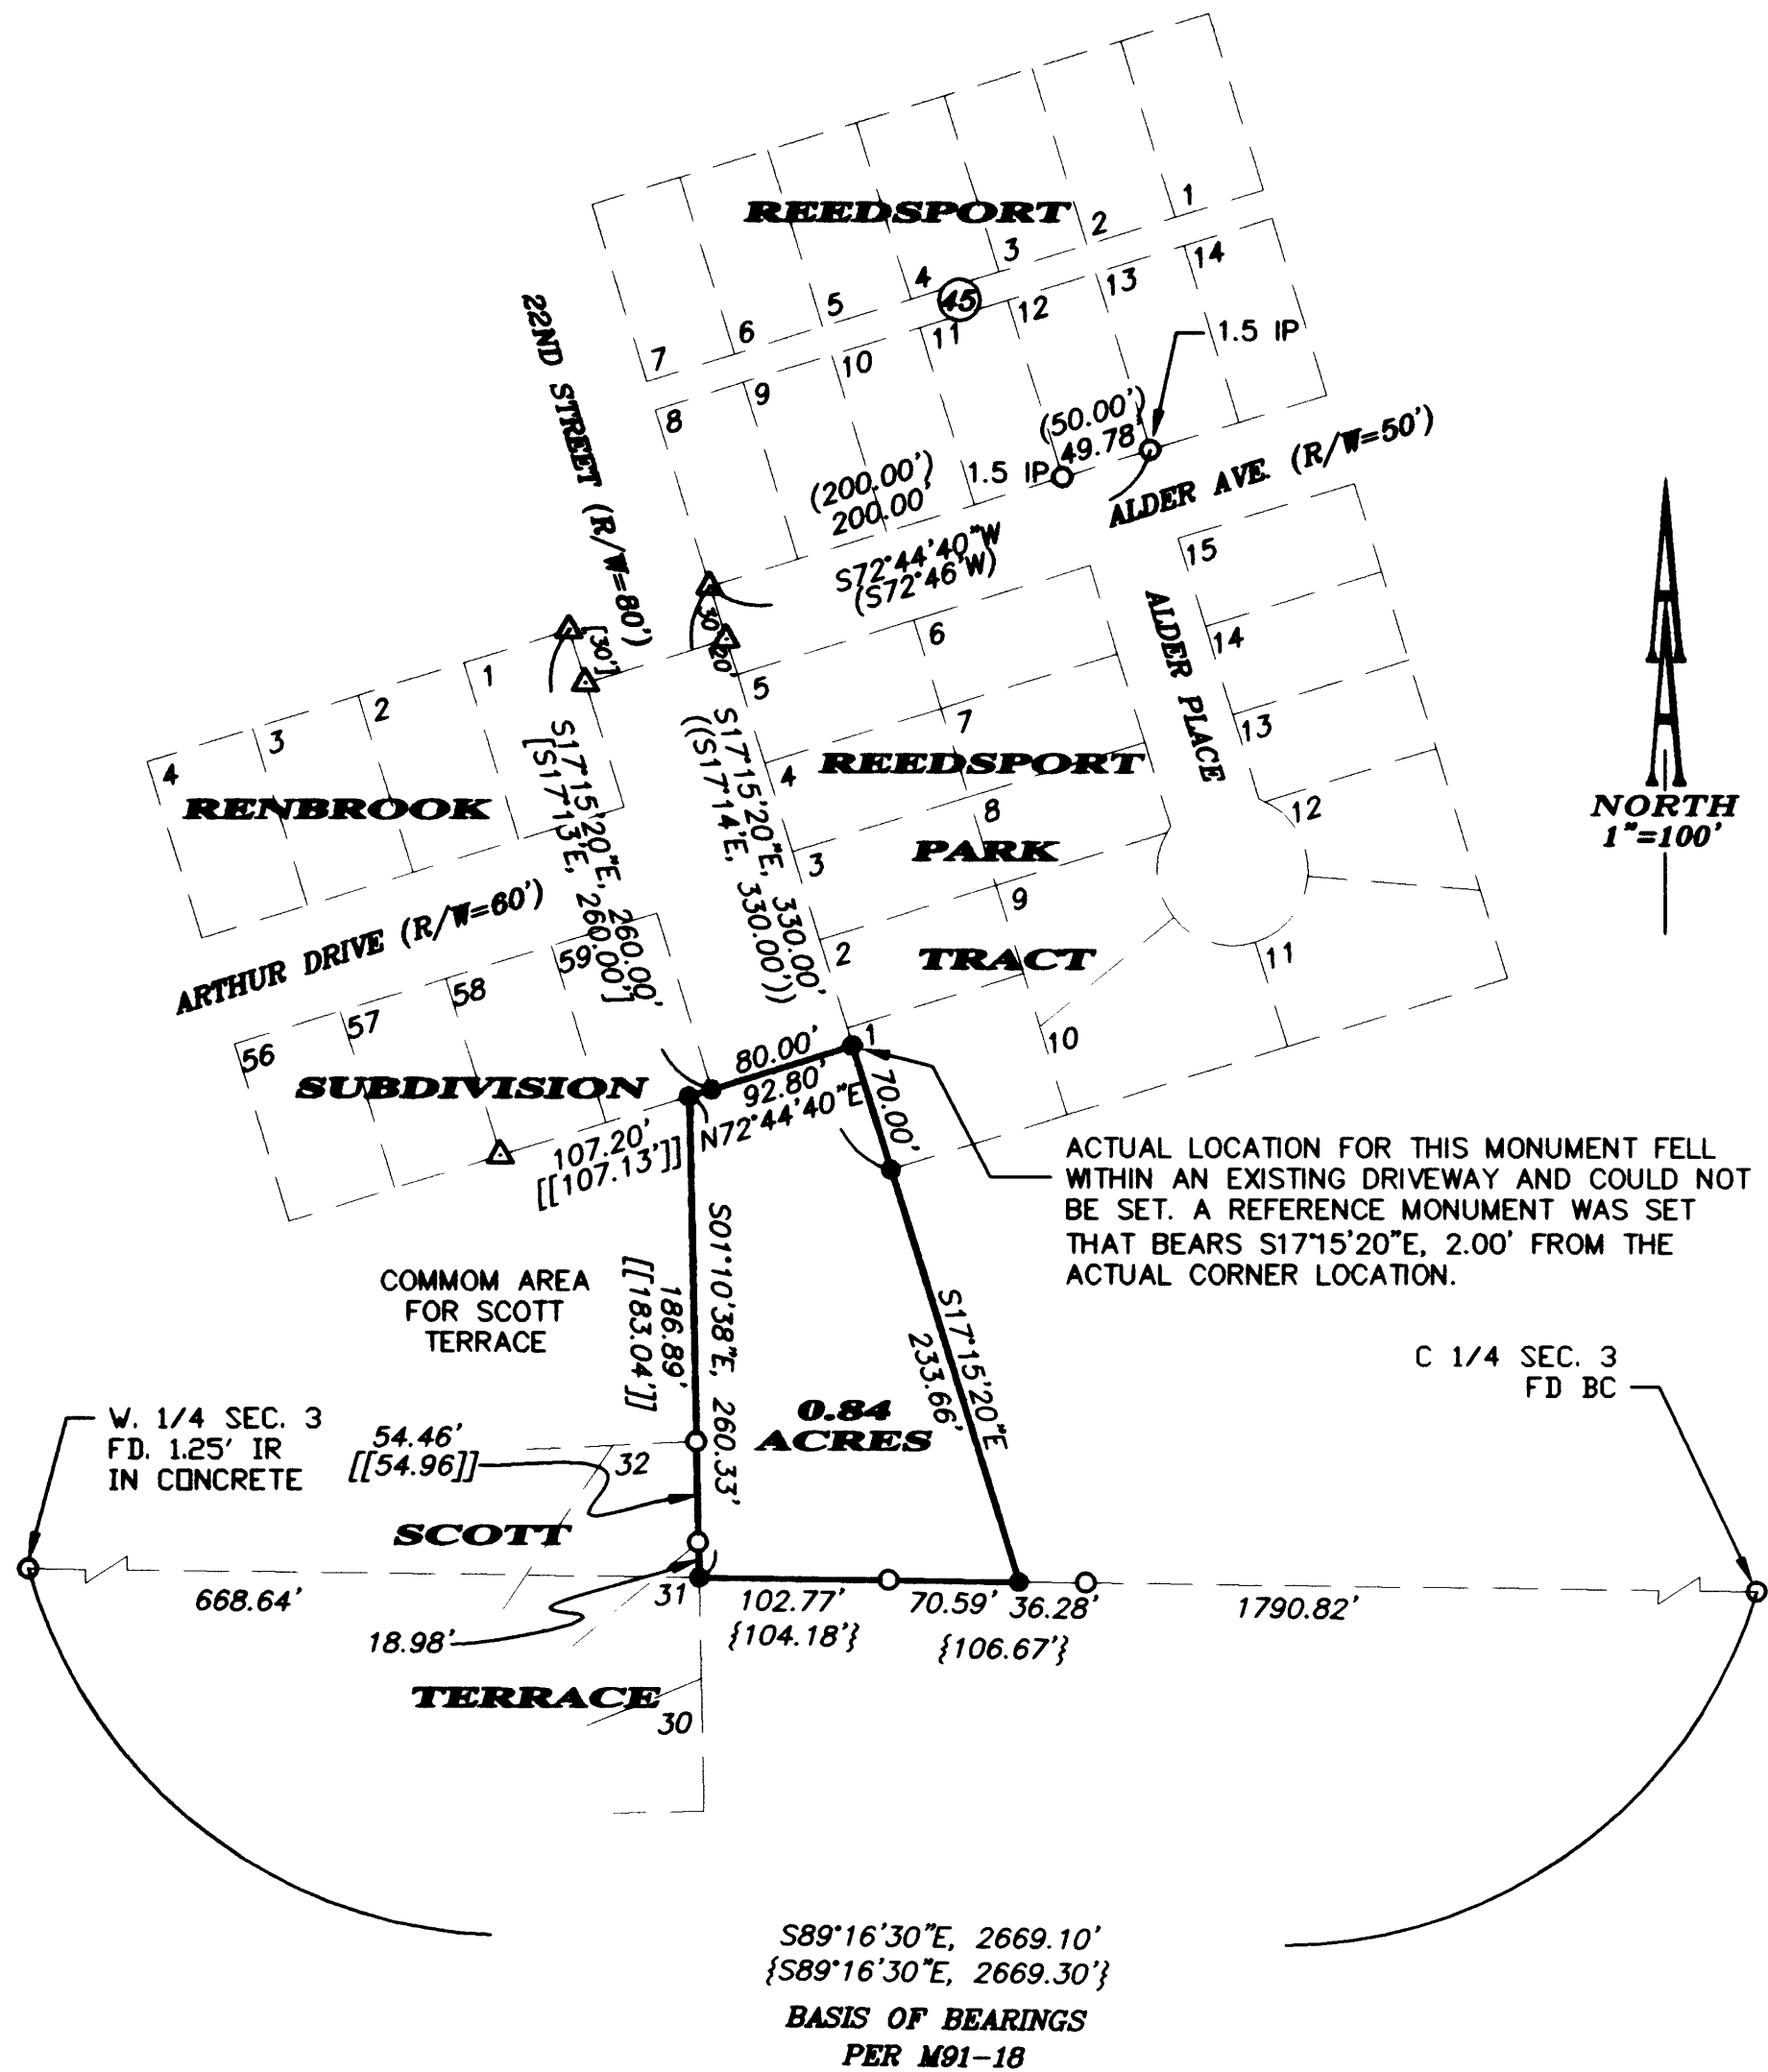 REEDSPORT
1
2
3
4
5
6
7
45
14
13
12
11
10
9
8
1.5 IP
22ND STREET (R/W=80')
(50.00')
49.78'
1.5 IP
(200.00')
200.00'
ALDER AVE. (R/W=50')
S72°44'40"W
(S72°46'W)
30'
20'
[30']
15
14
13
12
11
10
ALDER PLACE
6
5
7
4
8
3
9
2
1
REEDSPORT
PARK
TRACT
NORTH
1"=100'
1
2
3
4
RENBROOK
S17°15'20"E, 260.00'
[S17°13'E, 260.00']
S17°15'20"E, 330.00'
((S17°14'E, 330.00'))
ARTHUR DRIVE (R/W=60')
59
58
57
56
SUBDIVISION
80.00'
92.80'
N72°44'40"E
70.00'
107.20'
[[107.13']]
ACTUAL LOCATION FOR THIS MONUMENT FELL
WITHIN AN EXISTING DRIVEWAY AND COULD NOT
BE SET. A REFERENCE MONUMENT WAS SET
THAT BEARS S17°15'20"E, 2.00' FROM THE
ACTUAL CORNER LOCATION.
S01°10'38"E, 260.33'
186.89'
[[183.04']]
COMMOM AREA
FOR SCOTT
TERRACE
S17°15'20"E
233.66'
C 1/4 SEC. 3
FD BC
0.84
ACRES
W. 1/4 SEC. 3
FD. 1.25' IR
IN CONCRETE
54.46'
[[54.96]]
32
SCOTT
668.64'
31
102.77'
{104.18'}
70.59'
36.28'
{106.67'}
1790.82'
18.98'
TERRACE
30
S89°16'30"E, 2669.10'
{S89°16'30"E, 2669.30'}
BASIS OF BEARINGS
PER M91-18